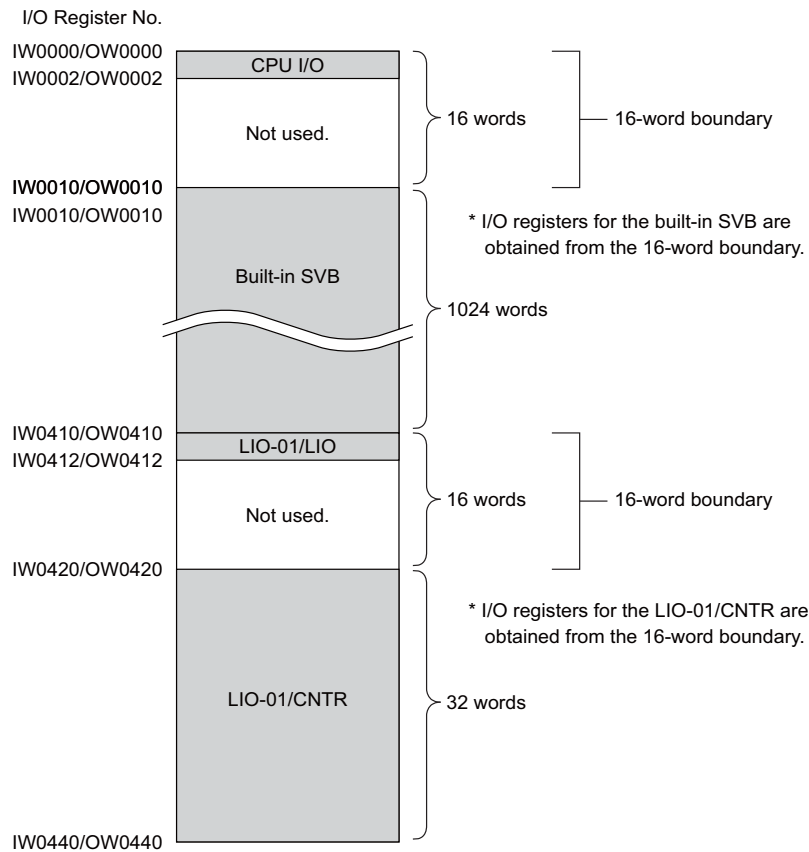 I/O Register No.
IW0000/OW0000
CPU I/O
IW0002/OW0002
Not used.
16 words
16-word boundary
IW0010/OW0010
IW0010/OW0010
* I/O registers for the built-in SVB are
obtained from the 16-word boundary.
Built-in SVB
1024 words
IW0410/OW0410
LIO-01/LIO
IW0412/OW0412
Not used.
16 words
16-word boundary
IW0420/OW0420
* I/O registers for the LIO-01/CNTR are
obtained from the 16-word boundary.
LIO-01/CNTR
32 words
IW0440/OW0440